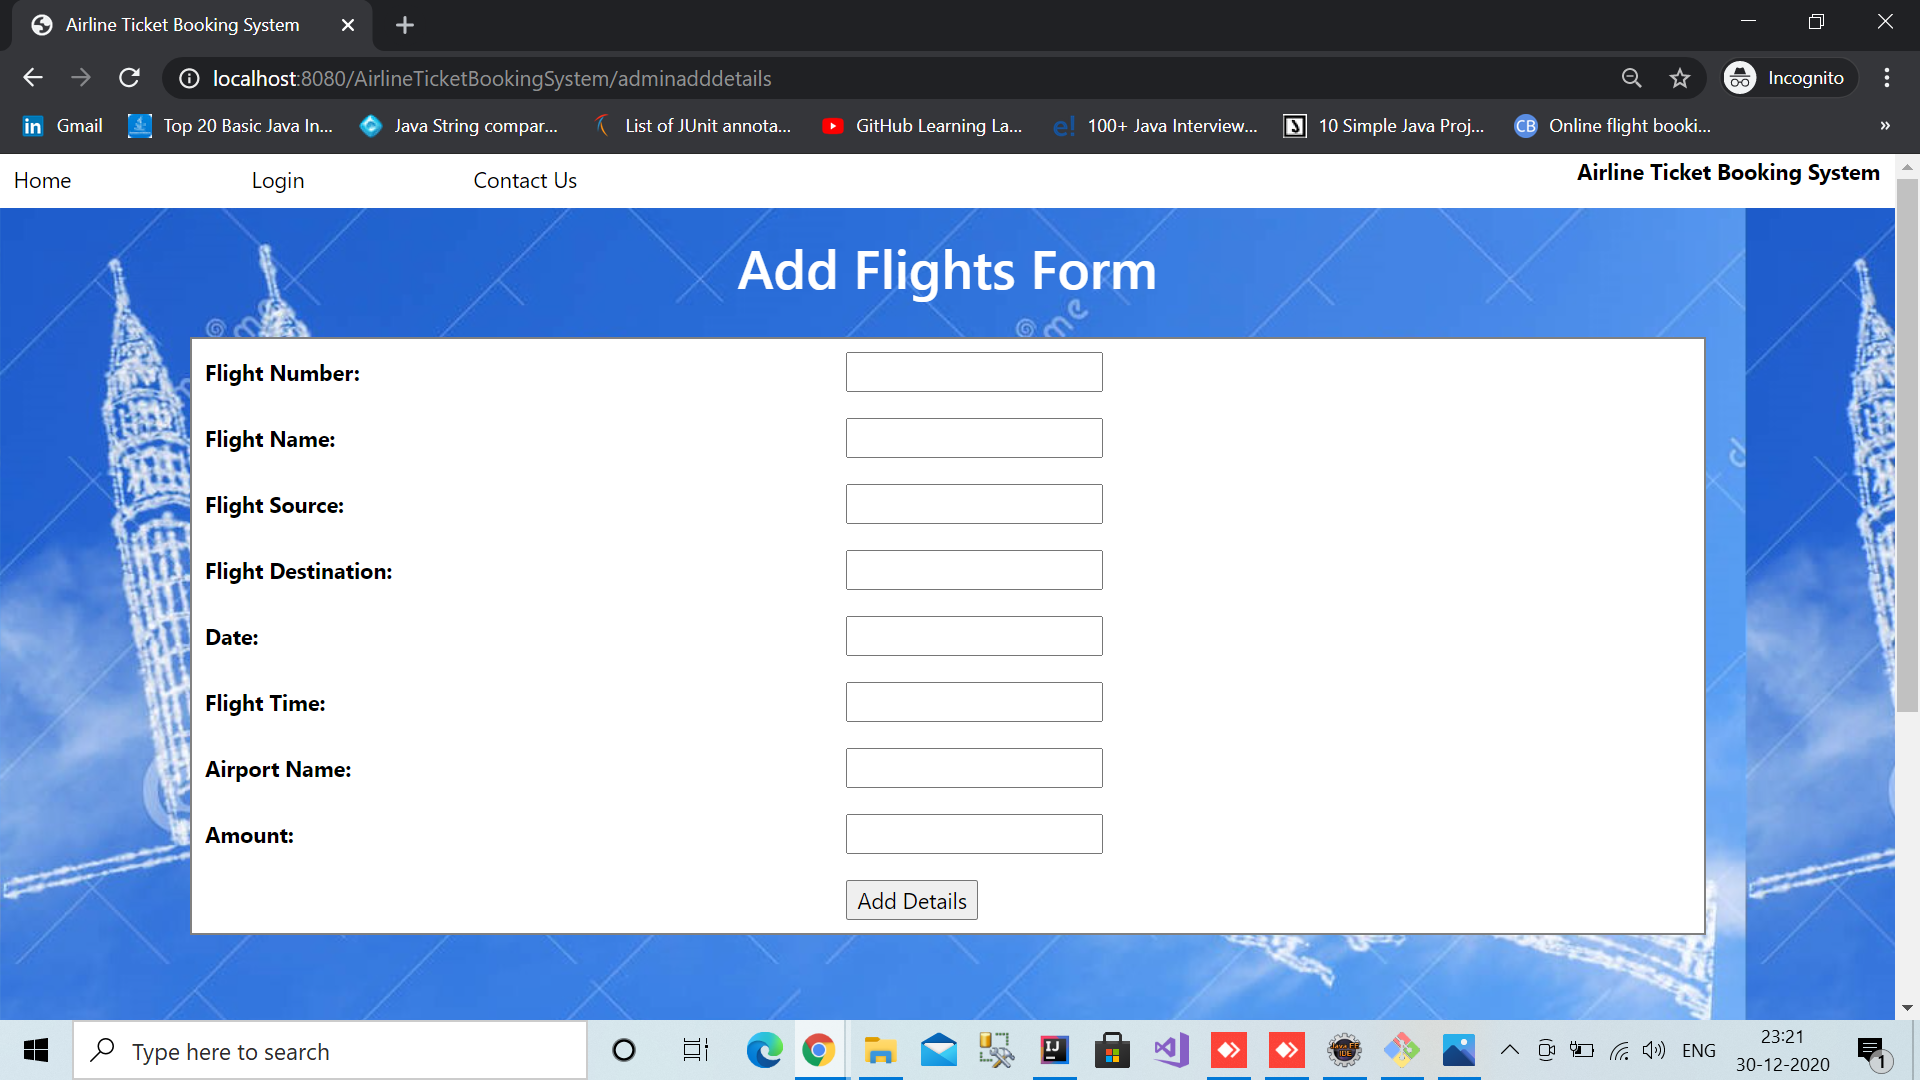 Airline Ticket Booking System
localhost:8080/AirlineTicketBookingSystem/adminadddetails
Incognito
Gmail
Top 20 Basic Java In...
Java String compar...
List of JUnit annota...
GitHub Learning La...
100+ Java Interview...
10 Simple Java Proj...
CB
Online flight booki...
»
Home
Login
Contact Us
Airline Ticket Booking System
Add Flights Form
Flight Number:
Flight Name:
Flight Source:
Flight Destination:
Date:
Flight Time:
Airport Name:
Amount:
Add Details
Type here to search
ENG
23:21
30-12-2020
1